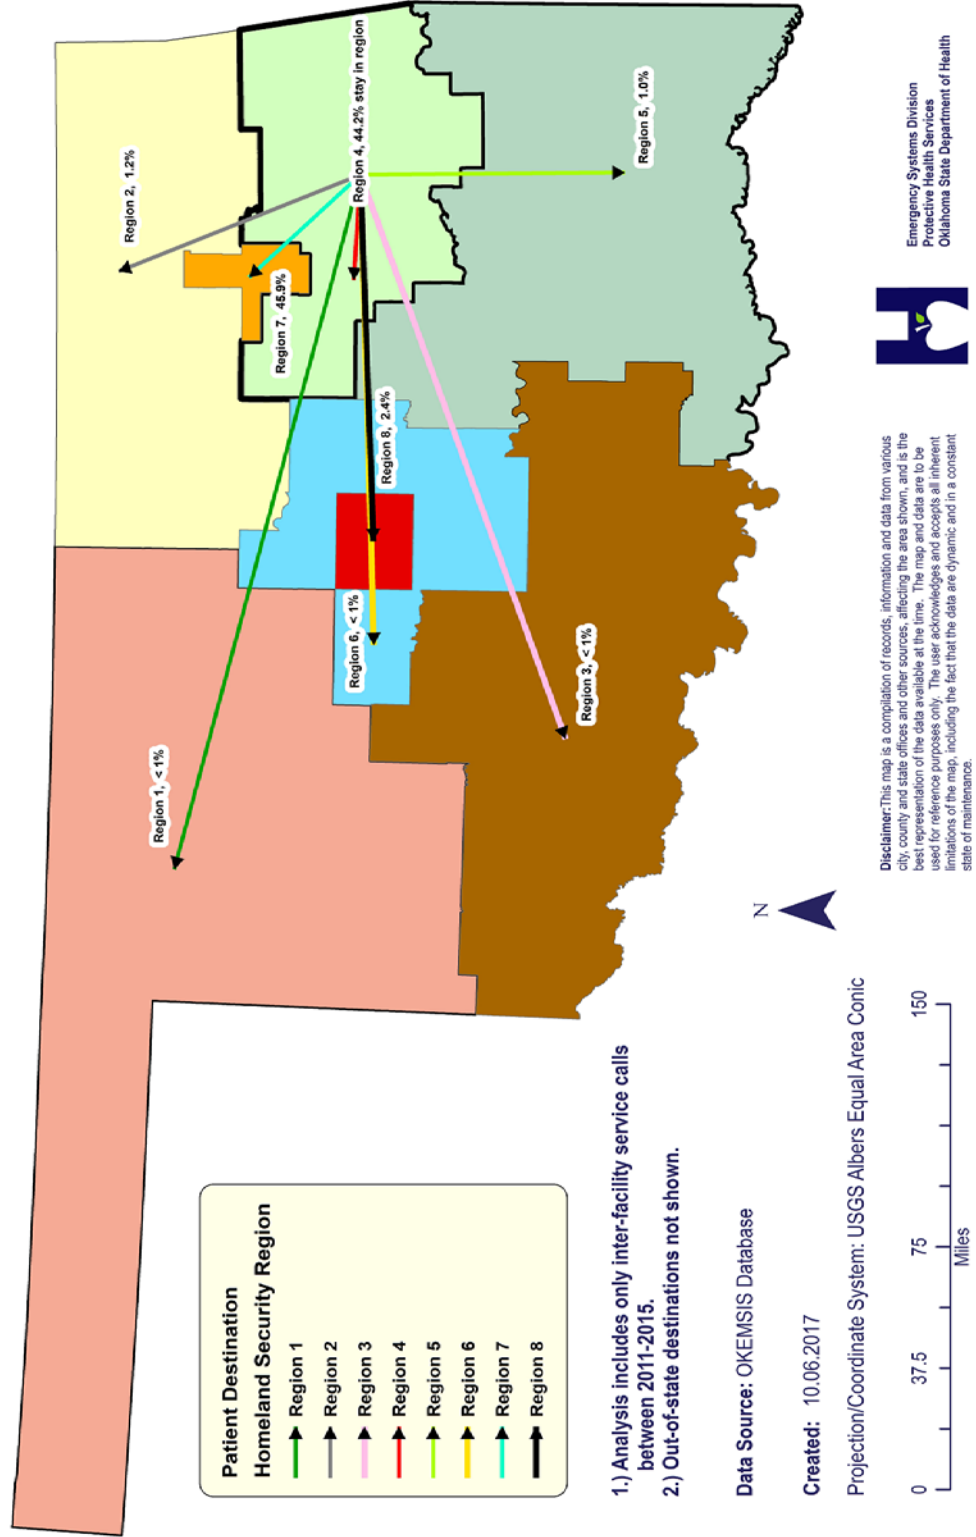 Region 2, 1.2%
Region 4, 44.2% stay in region
Region 7, 45.9%
Region 5, 1.0%
Region 8, 2.4%
Region 6, < 1%
Region 1, < 1%
Region 3, < 1%
Patient Destination
Homeland Security Region
Region 1
Region 2
Region 3
Region 4
Region 5
Region 6
Region 7
Region 8
1.) Analysis includes only inter-facility service calls
between 2011-2015.
2.) Out-of-state destinations not shown.
Data Source: OKEMSIS Database
Created: 10.06.2017
Projection/Coordinate System: USGS Albers Equal Area Conic
0 37.5 75 150
Miles
N
Disclaimer:This map is a compilation of records, information and data from various
city, county and state offices and other sources, affecting the area shown, and is the
best representation of the data available at the time. The map and data are to be
used for reference purposes only. The user acknowledges and accepts all inherent
limitations of the map, including the fact that the data are dynamic and in a constant
state of maintenance.
Emergency Systems Division
Protective Health Services
Oklahoma State Department of Health